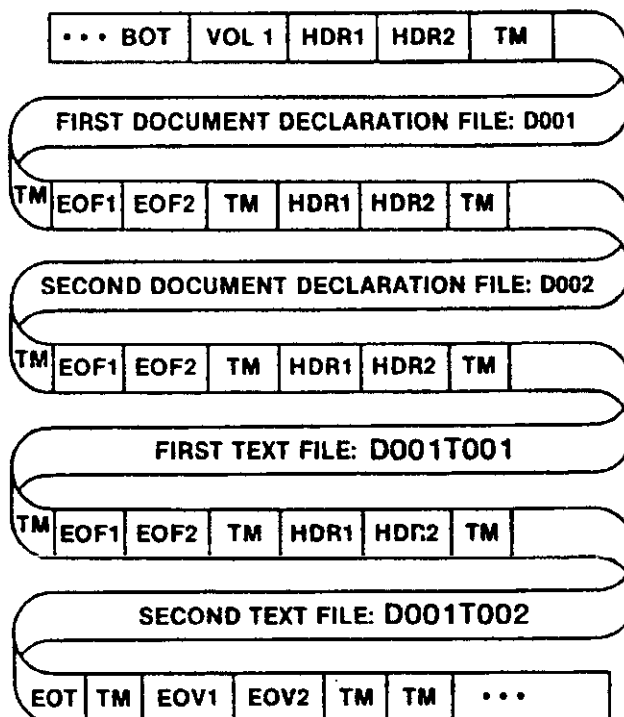 ••• BOT VOL 1 HDR1 HDR2 TM
FIRST DOCUMENT DECLARATION FILE: D001
TM EOF1 EOF2 TM HDR1 HDR2 TM
SECOND DOCUMENT DECLARATION FILE: D002
TM EOF1 EOF2 TM HDR1 HDR2 TM
FIRST TEXT FILE: D001T001
TM EOF1 EOF2 TM HDR1 HDR2 TM
SECOND TEXT FILE: D001T002
EOT TM EOV1 EOV2 TM TM •••